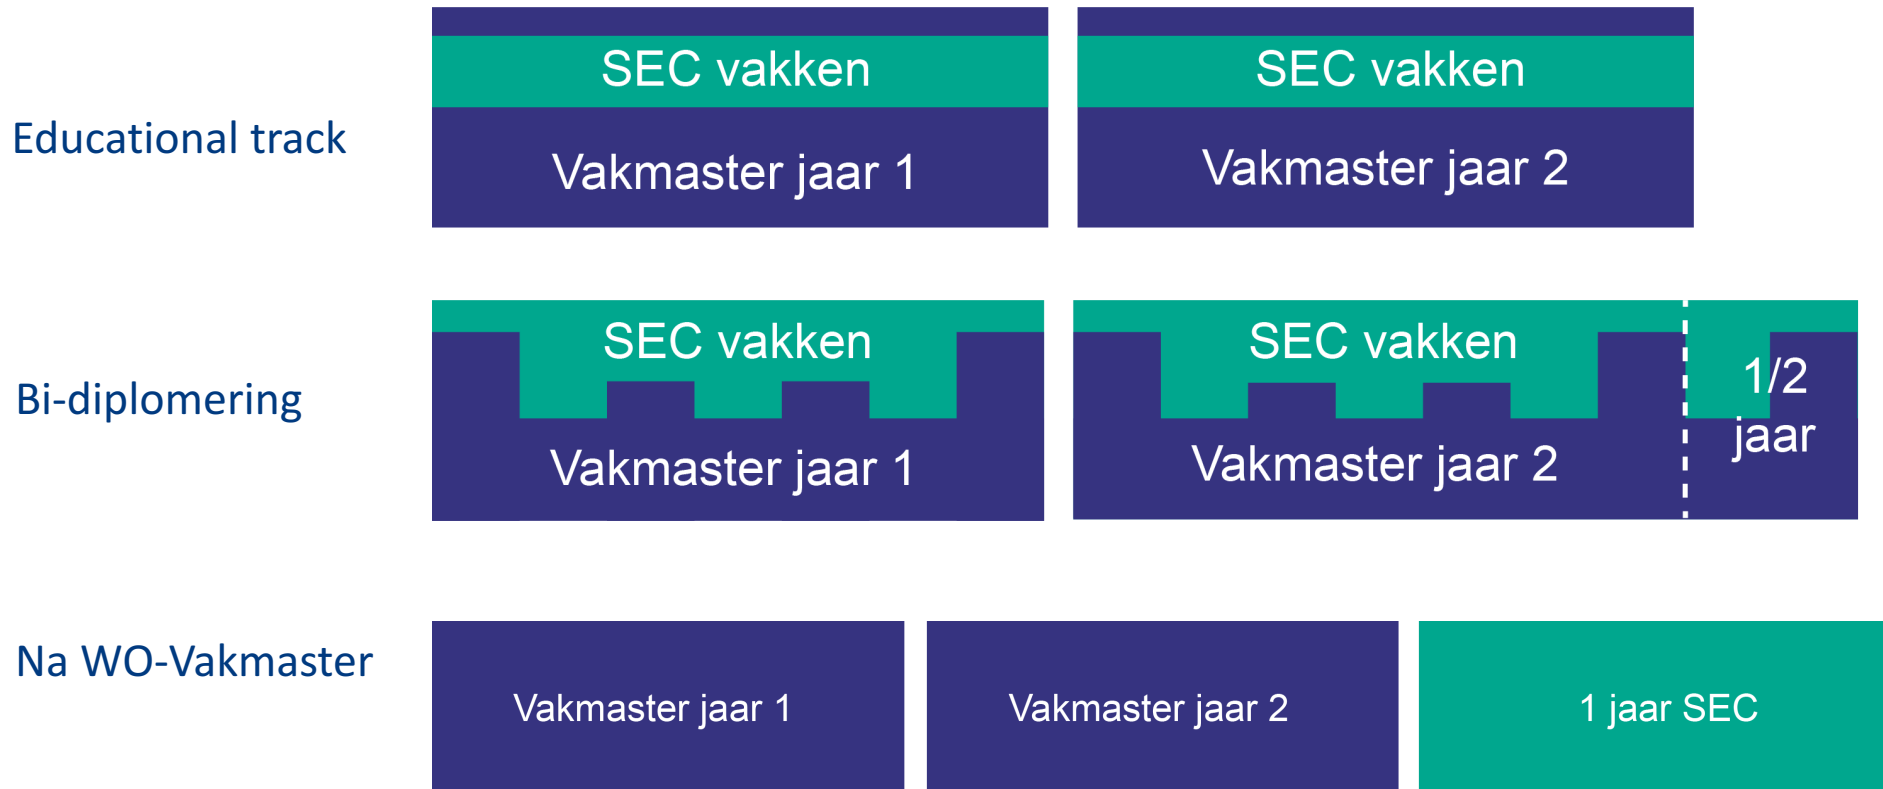 Educational track
SEC vakken
Vakmaster jaar 1
SEC vakken
Vakmaster jaar 2
Bi-diplomering
SEC vakken
Vakmaster jaar 1
SEC vakken
Vakmaster jaar 2
1/2
jaar
Na WO-Vakmaster
Vakmaster jaar 1
Vakmaster jaar 2
1 jaar SEC